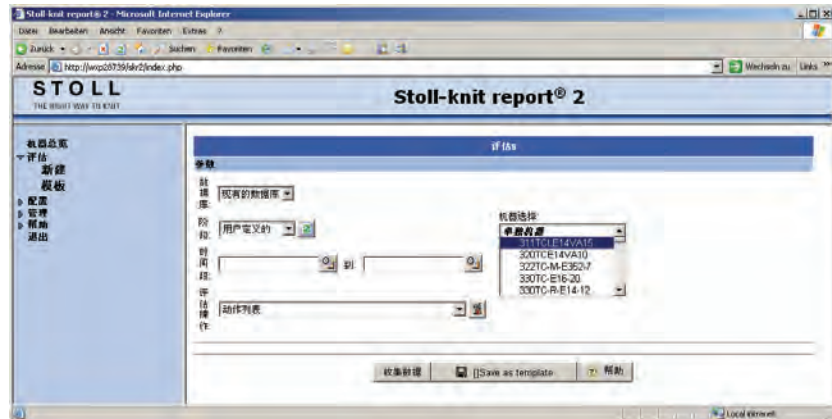 Stoll-knit report® 2 - Microsoft Internet Explorer
Datei Bearbeiten Ansicht Favoriten Extras ?
Zurück Suchen Favoriten
Adresse http://wxp26739/skr2/index.php Wechseln zu Links »
STOLL
THE RIGHT WAY TO KNIT
Stoll-knit report® 2
机器总览
评估
新建
模板
配置
管理
帮助
退出
评估
参数
数据库: 现有的数据库
阶段: 用户定义的
时间段: 到
评估操作: 动作列表
机器选择:
单独机器
311TCLE14VA15
320TCE14VA10
322TC-M-E352-7
330TC-E16-20
330TC-R-E14-12
收集数据 []Save as template 帮助
Local intranet